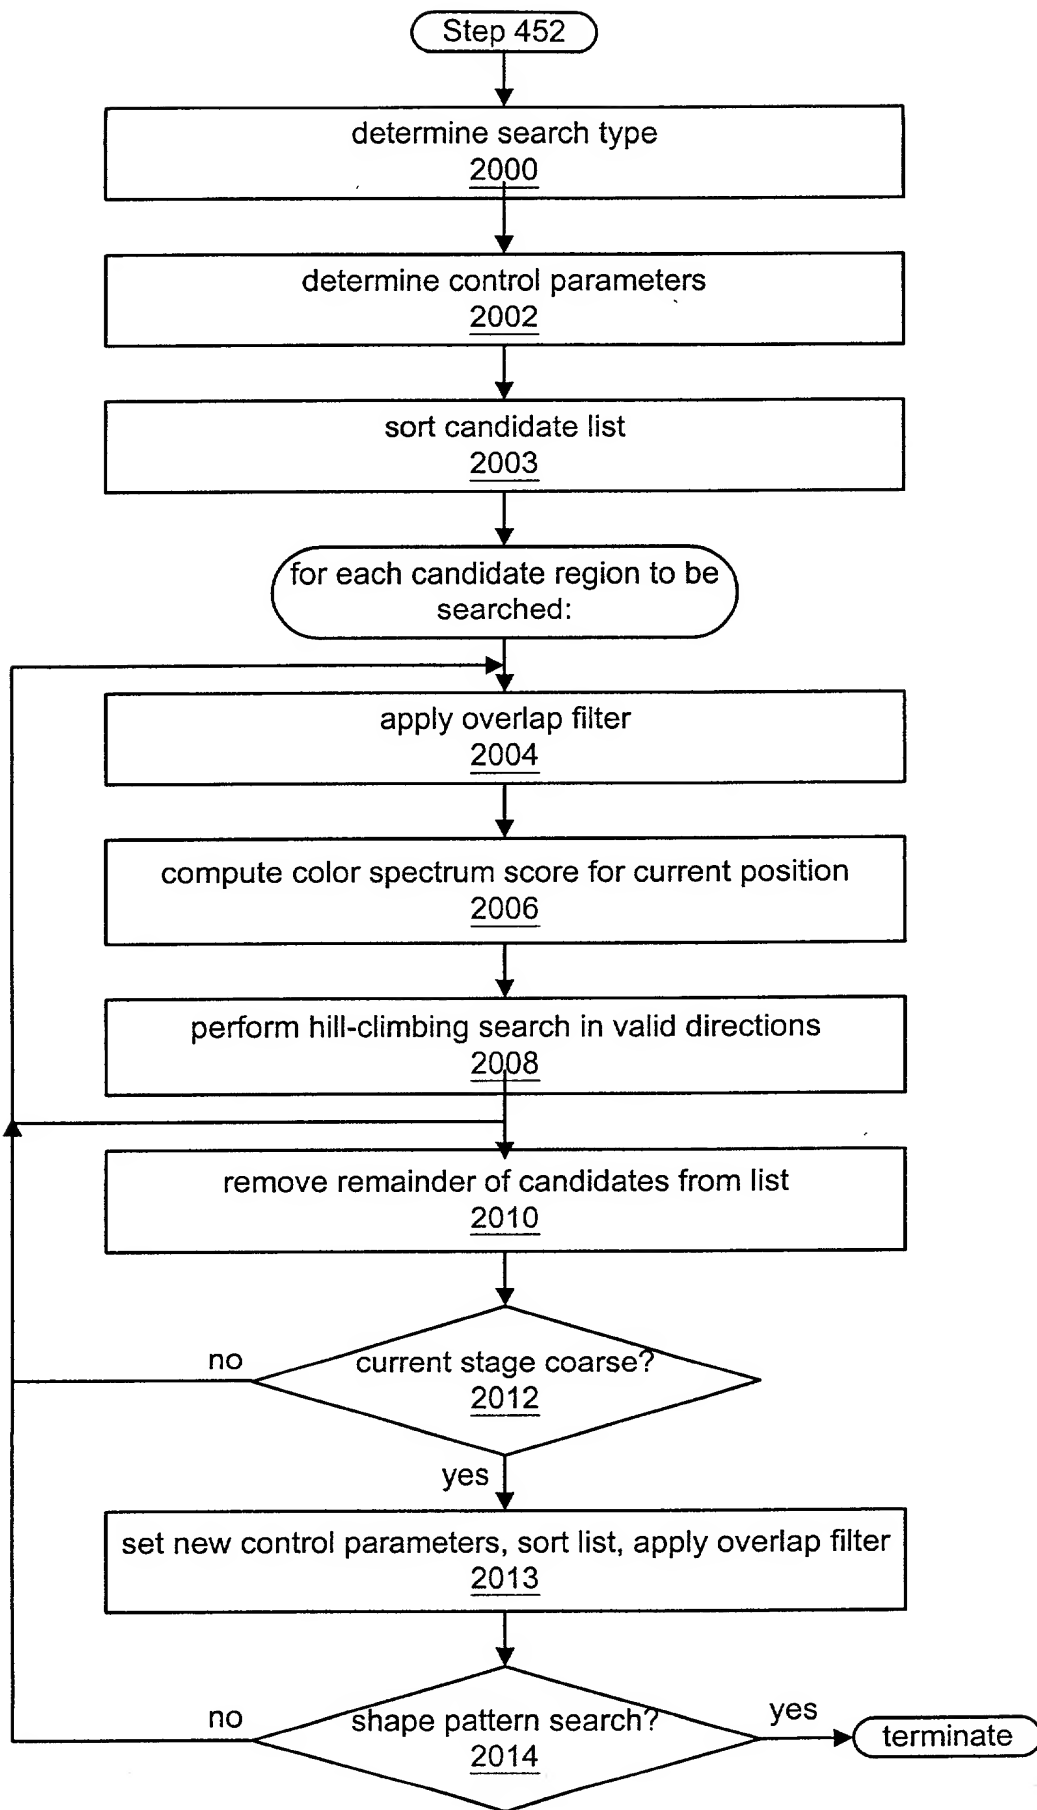 Step 452
determine search type
2000
determine control parameters
2002
sort candidate list
2003
for each candidate region to be
searched:
apply overlap filter
2004
compute color spectrum score for current position
2006
perform hill-climbing search in valid directions
2008
remove remainder of candidates from list
2010
no
current stage coarse?
2012
yes
set new control parameters, sort list, apply overlap filter
2013
no
shape pattern search?
2014
yes
terminate